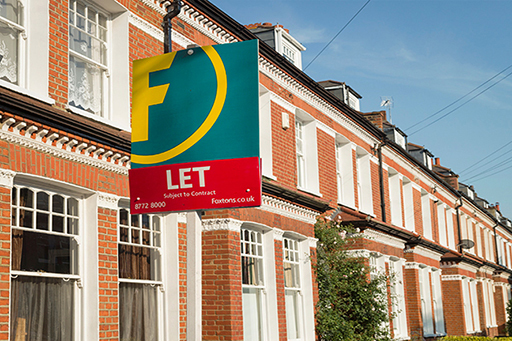 F
LET
Subject to Contract
8772 8000 Foxtons.co.uk